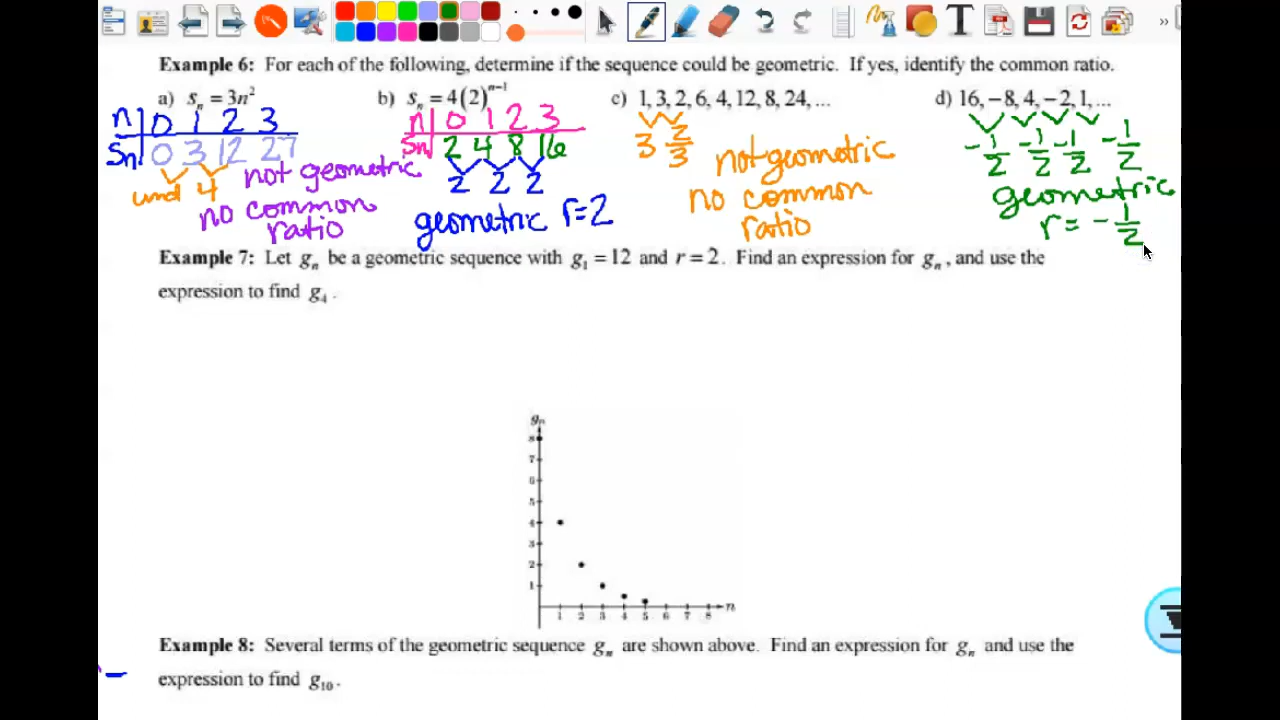 Example 6: For each of the following, determine if the sequence could be geometric. If yes, identify the common ratio.
a) sₙ = 3n²
b) sₙ = 4(2)ⁿ⁻¹
c) 1, 3, 2, 6, 4, 12, 8, 24, ...
d) 16, −8, 4, −2, 1, ...
n 0 1 2 3
Sn 0 3 12 27
und 4
not geometric
no common
ratio
n 0 1 2 3
Sn 2 4 8 16
2 2 2
geometric r=2
3 2/3
not geometric
no common
ratio
-1/2 -1/2 -1/2 -1/2
geometric
r = -1/2
Example 7: Let gₙ be a geometric sequence with g₁ = 12 and r = 2. Find an expression for gₙ, and use the
expression to find g₄.
gₙ
8
7
6
5
4
3
2
1
n
1 2 3 4 5 6 7 8
Example 8: Several terms of the geometric sequence gₙ are shown above. Find an expression for gₙ and use the
expression to find g₁₀.